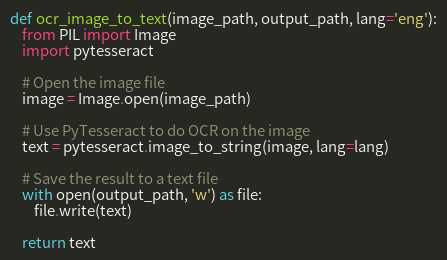 def ocr_image_to_text(image_path, output_path, lang='eng'):
    from PIL import Image
    import pytesseract

    # Open the image file
    image = Image.open(image_path)

    # Use PyTesseract to do OCR on the image
    text = pytesseract.image_to_string(image, lang=lang)

    # Save the result to a text file
    with open(output_path, 'w') as file:
        file.write(text)

    return text